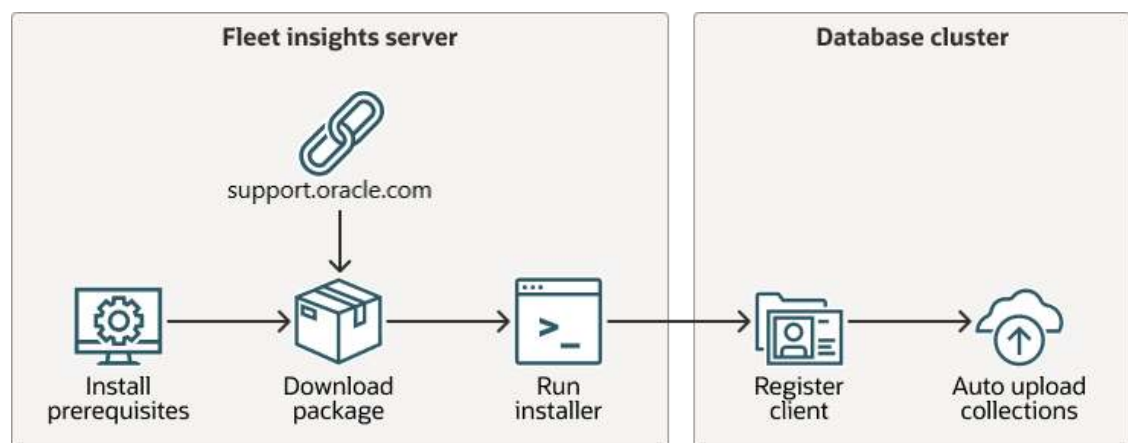 Fleet insights server
Database cluster
support.oracle.com
>_
Install
prerequisites
Download
package
Run
installer
Register
client
Auto upload
collections